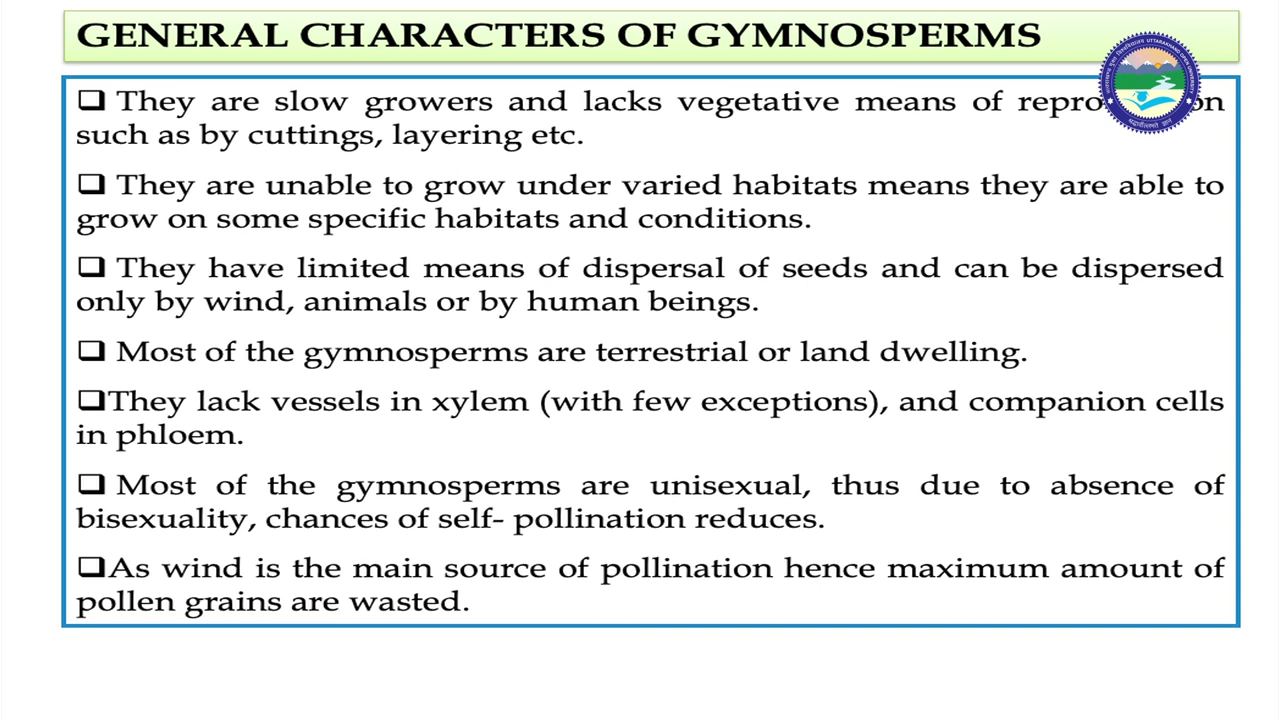 GENERAL CHARACTERS OF GYMNOSPERMS
UTTARAKHAND OPEN UNIVERSITY
❑ They are slow growers and lacks vegetative means of
such as by cuttings, layering etc.
❑ They are unable to grow under varied habitats means they are able to
grow on some specific habitats and conditions.
❑ They have limited means of dispersal of seeds and can be dispersed
only by wind, animals or by human beings.
❑ Most of the gymnosperms are terrestrial or land dwelling.
❑They lack vessels in xylem (with few exceptions), and companion cells
in phloem.
❑ Most of the gymnosperms are unisexual, thus due to absence of
bisexuality, chances of self- pollination reduces.
❑As wind is the main source of pollination hence maximum amount of
pollen grains are wasted.